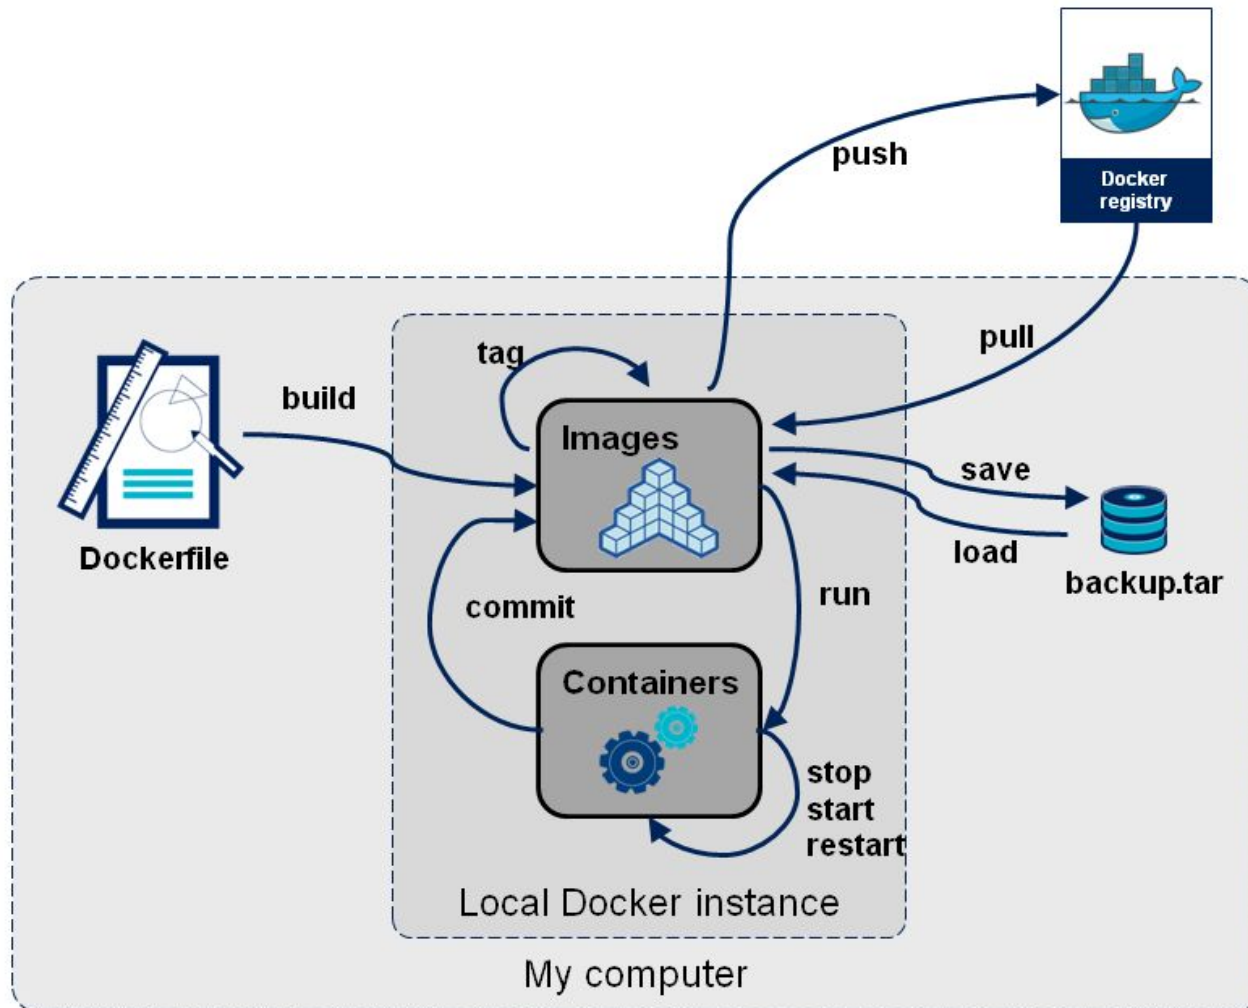 push
Docker
registry
pull
tag
build
Images
save
load
Dockerfile
backup.tar
commit
run
Containers
stop
start
restart
Local Docker instance
My computer